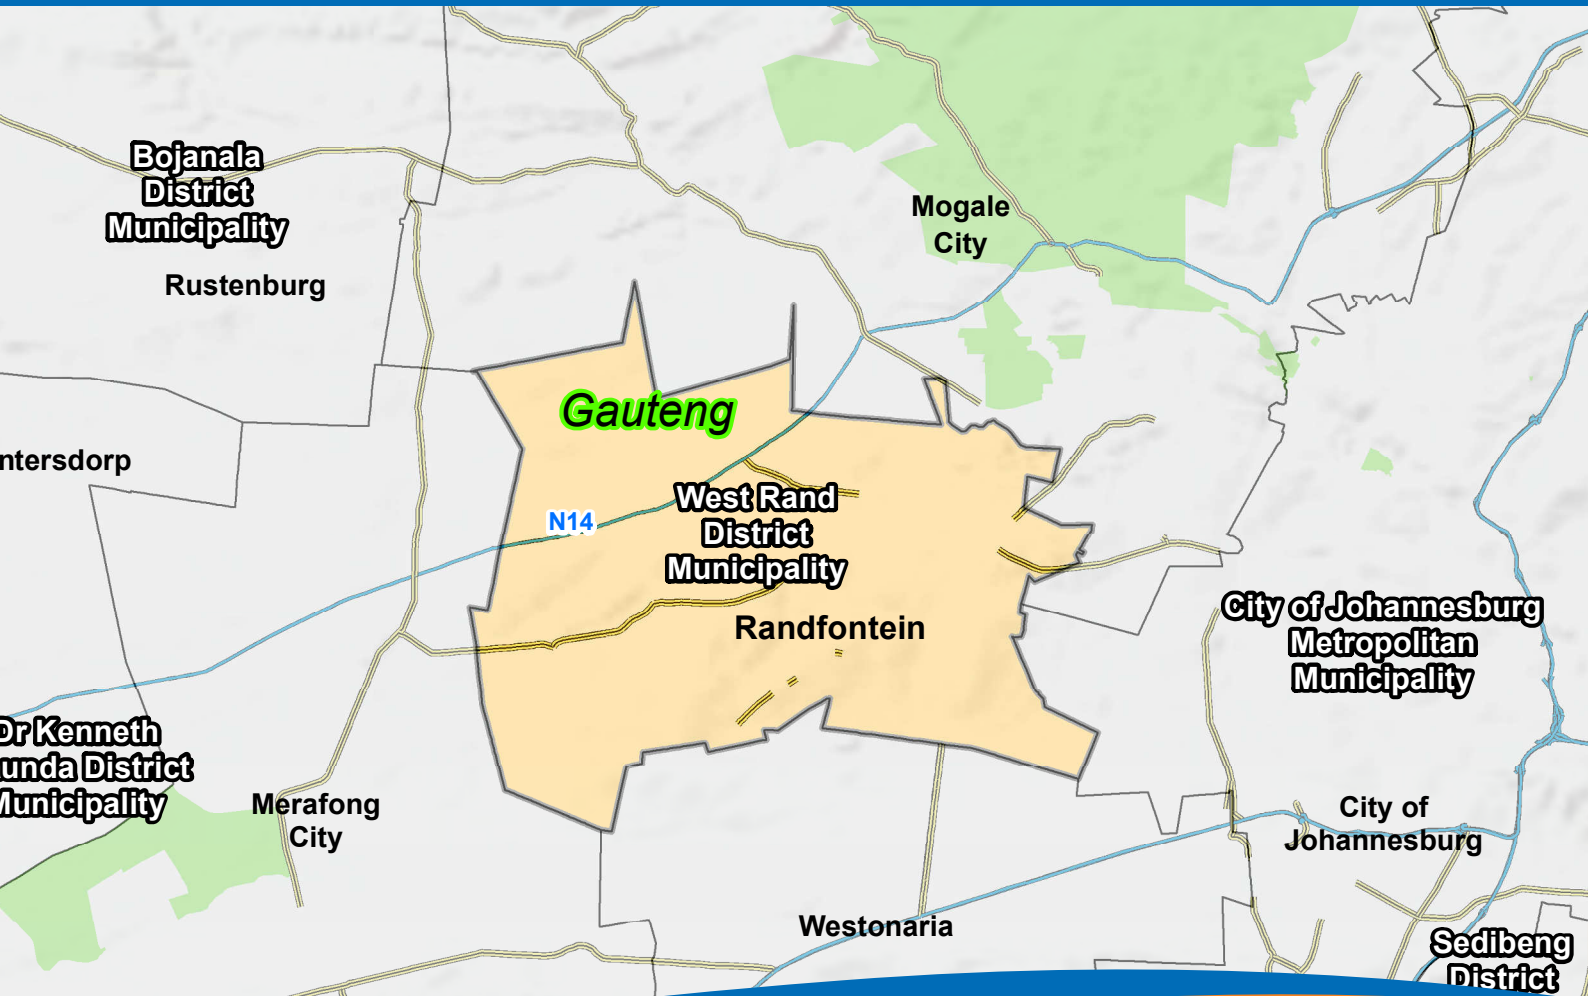 Bojanala
District
Municipality
Rustenburg
Mogale
City
Gauteng
ntersdorp
N14
West Rand
District
Municipality
Randfontein
City of Johannesburg
Metropolitan
Municipality
Dr Kenneth
unda District
Municipality
Merafong
City
City of
Johannesburg
Westonaria
Sedibeng
District